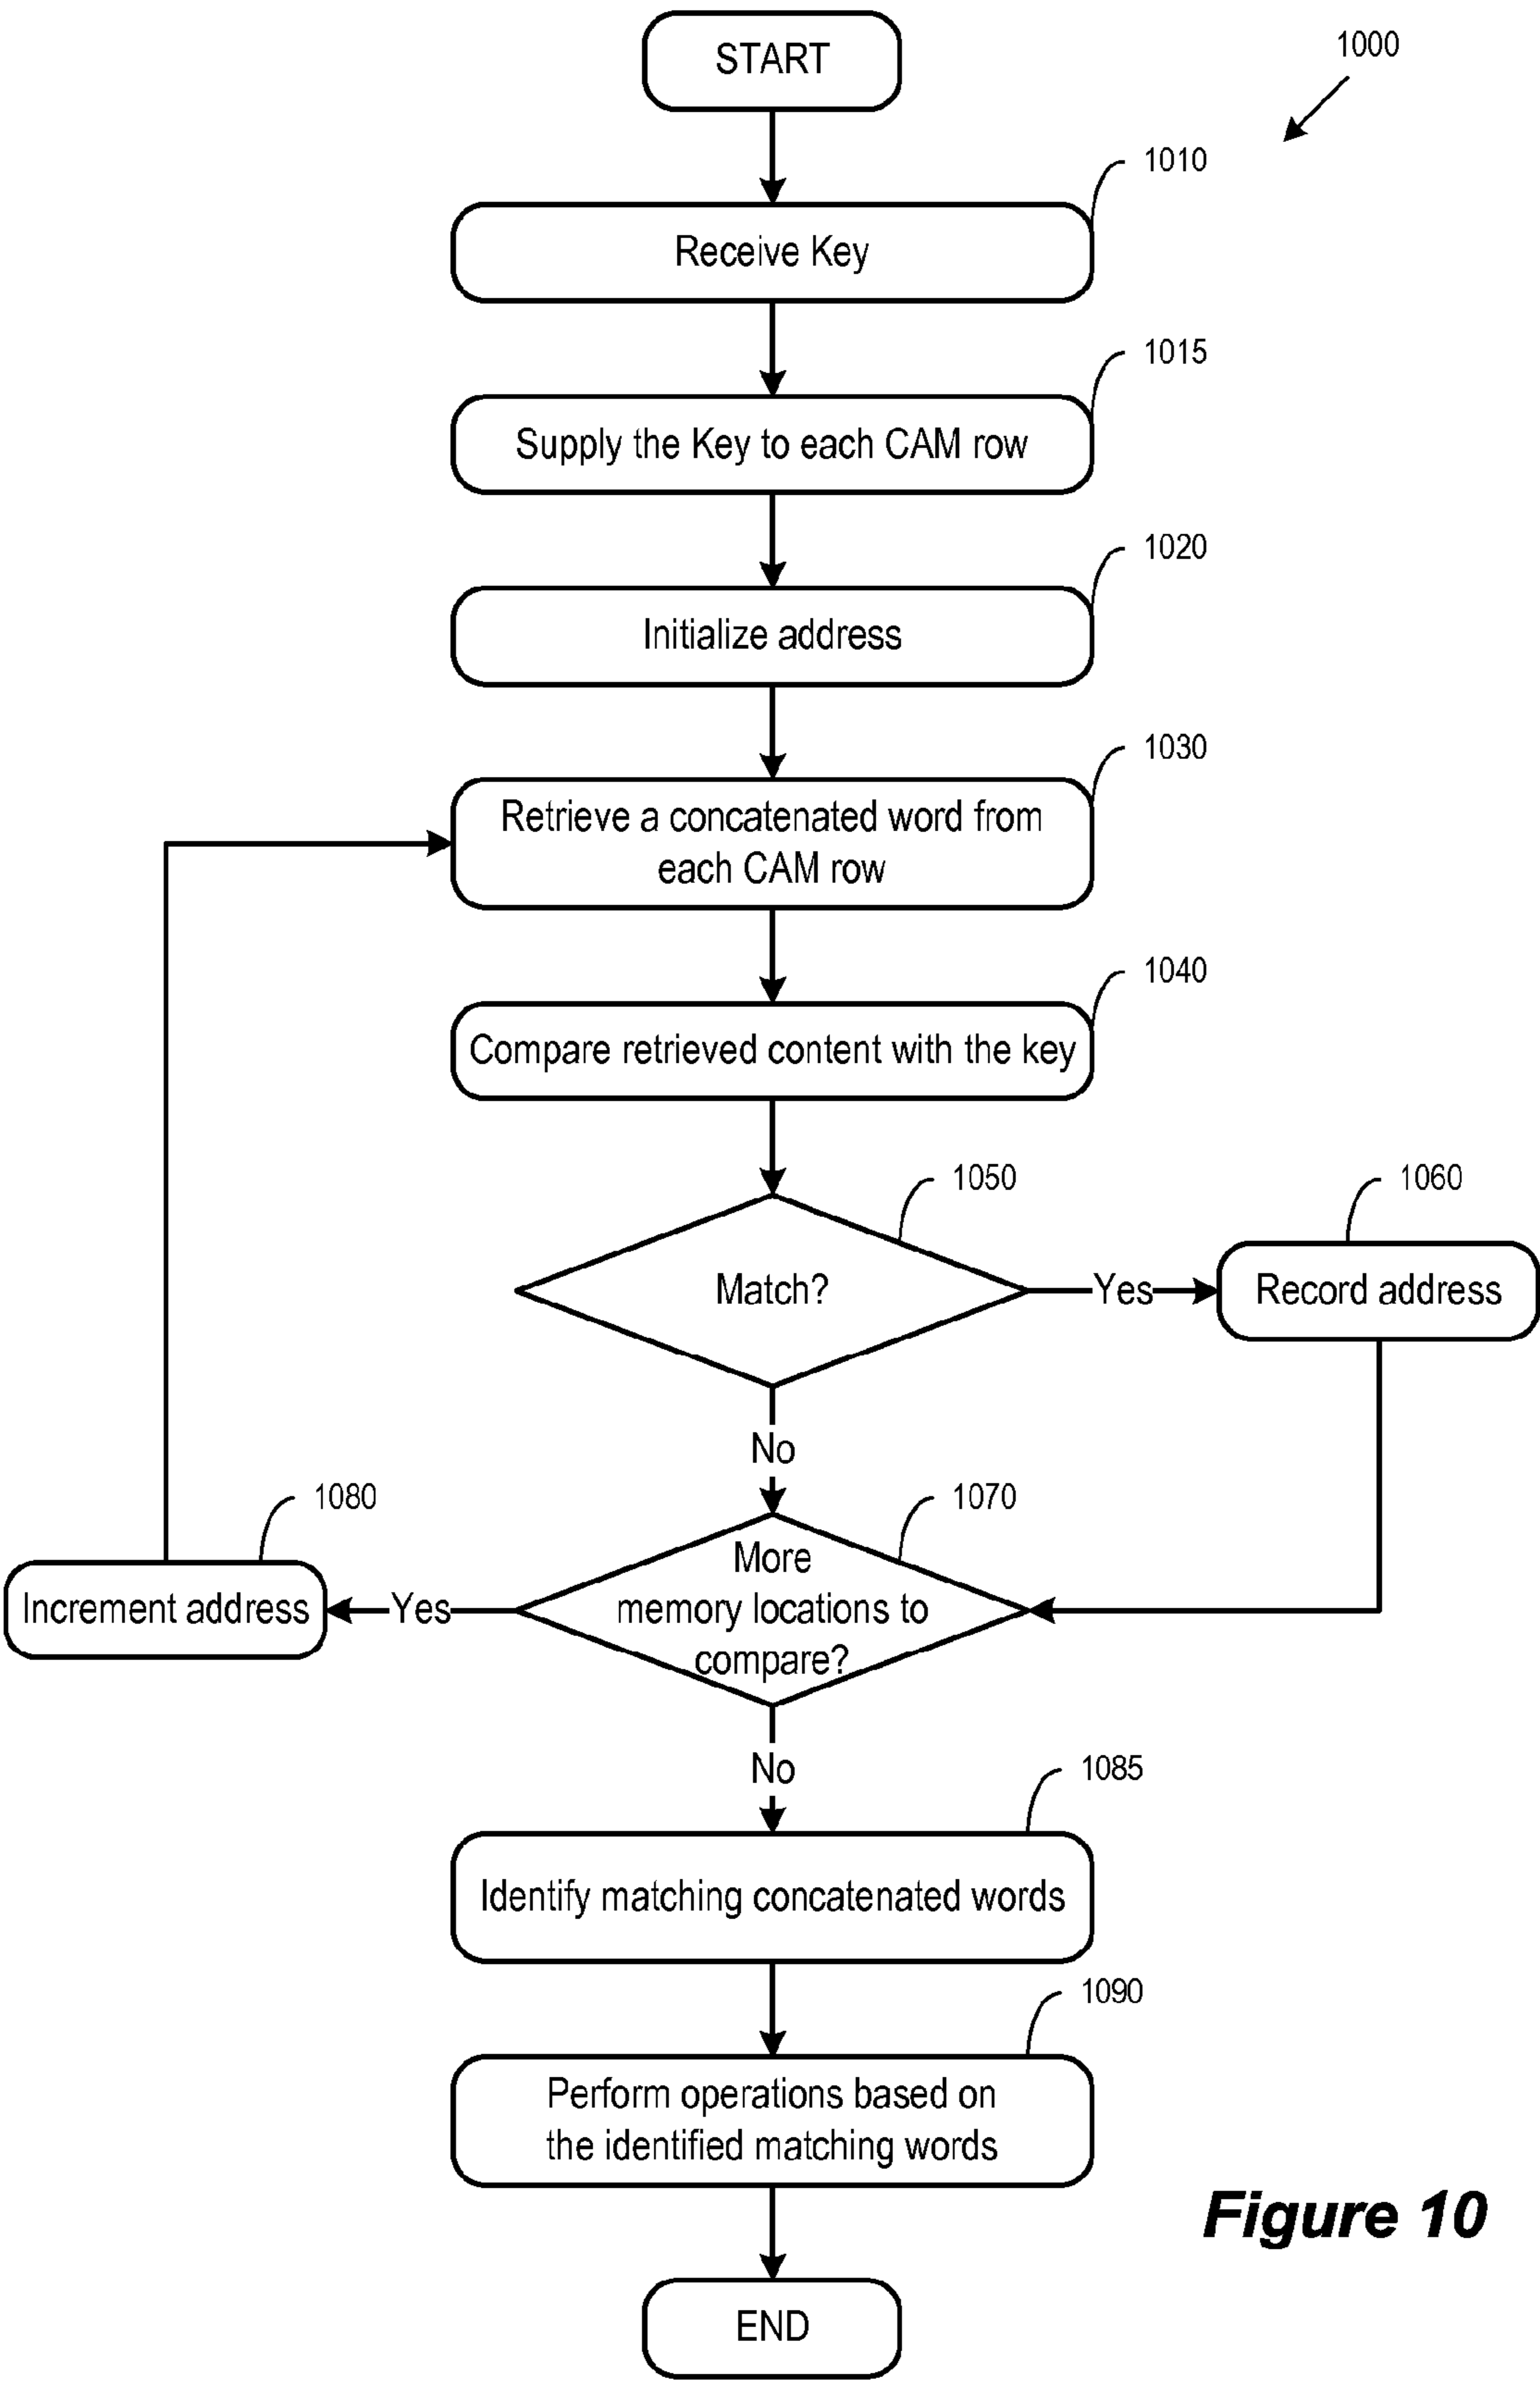 START
1000
1010
Receive Key
1015
Supply the Key to each CAM row
1020
Initialize address
1030
Retrieve a concatenated word from
each CAM row
1040
Compare retrieved content with the key
1050
1060
Match?
Yes
Record address
No
1080
1070
More
memory locations to
compare?
Yes
Increment address
No
1085
Identify matching concatenated words
1090
Perform operations based on
the identified matching words
Figure 10
END